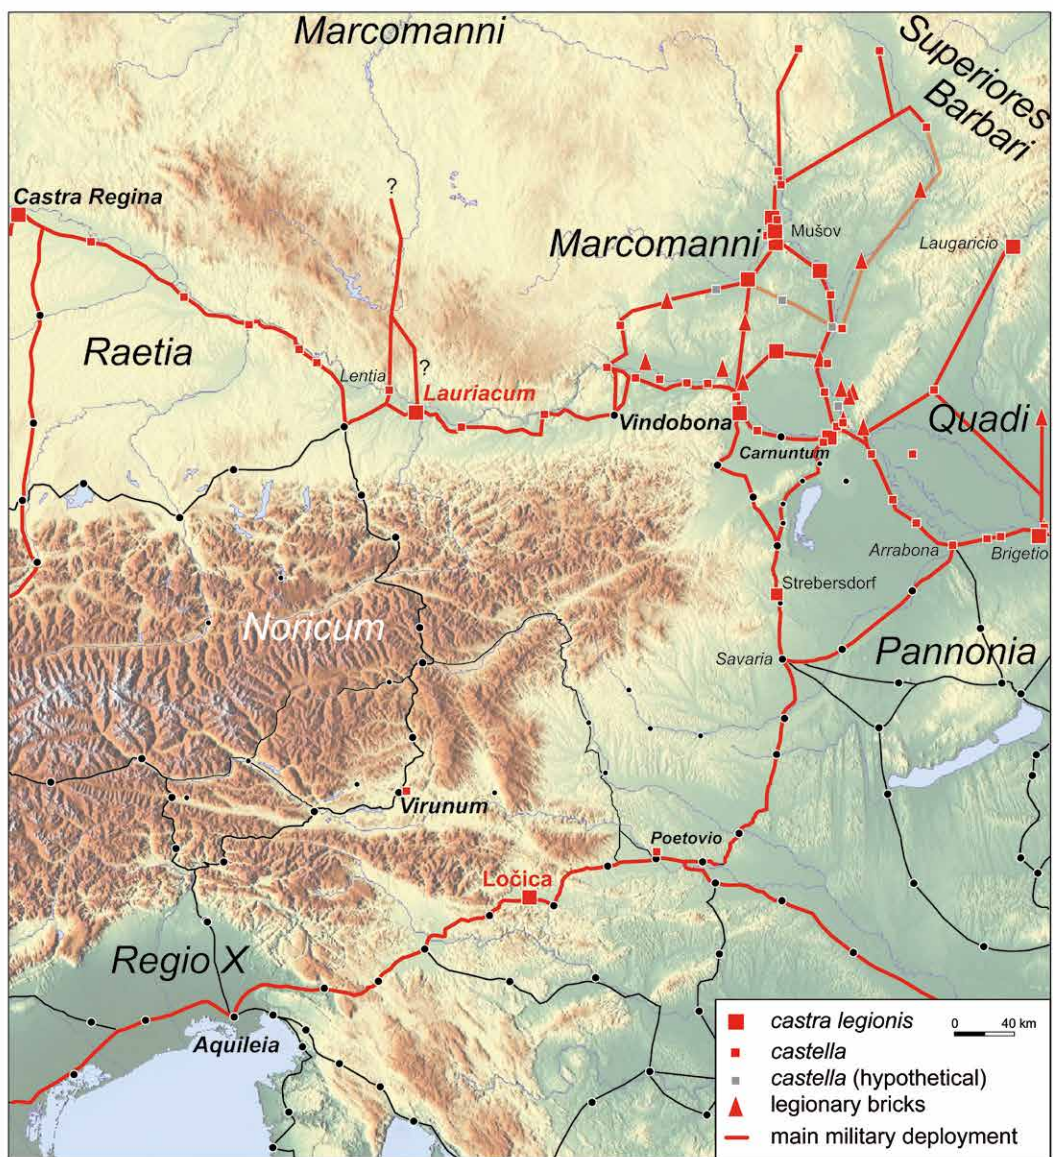 Marcomanni
Superiores
Barbari
?
Castra Regina
Marcomanni
Mušov
Laugaricio
Raetia
Lentia
?
Lauriacum
Vindobona
Quadi
Carnuntum
Arrabona
Brigetio
Strebersdorf
Noricum
Savaria
Pannonia
Virunum
Poetovio
Ločica
Regio X
Aquileia
castra legionis
0 40 km
castella
castella (hypothetical)
legionary bricks
main military deployment